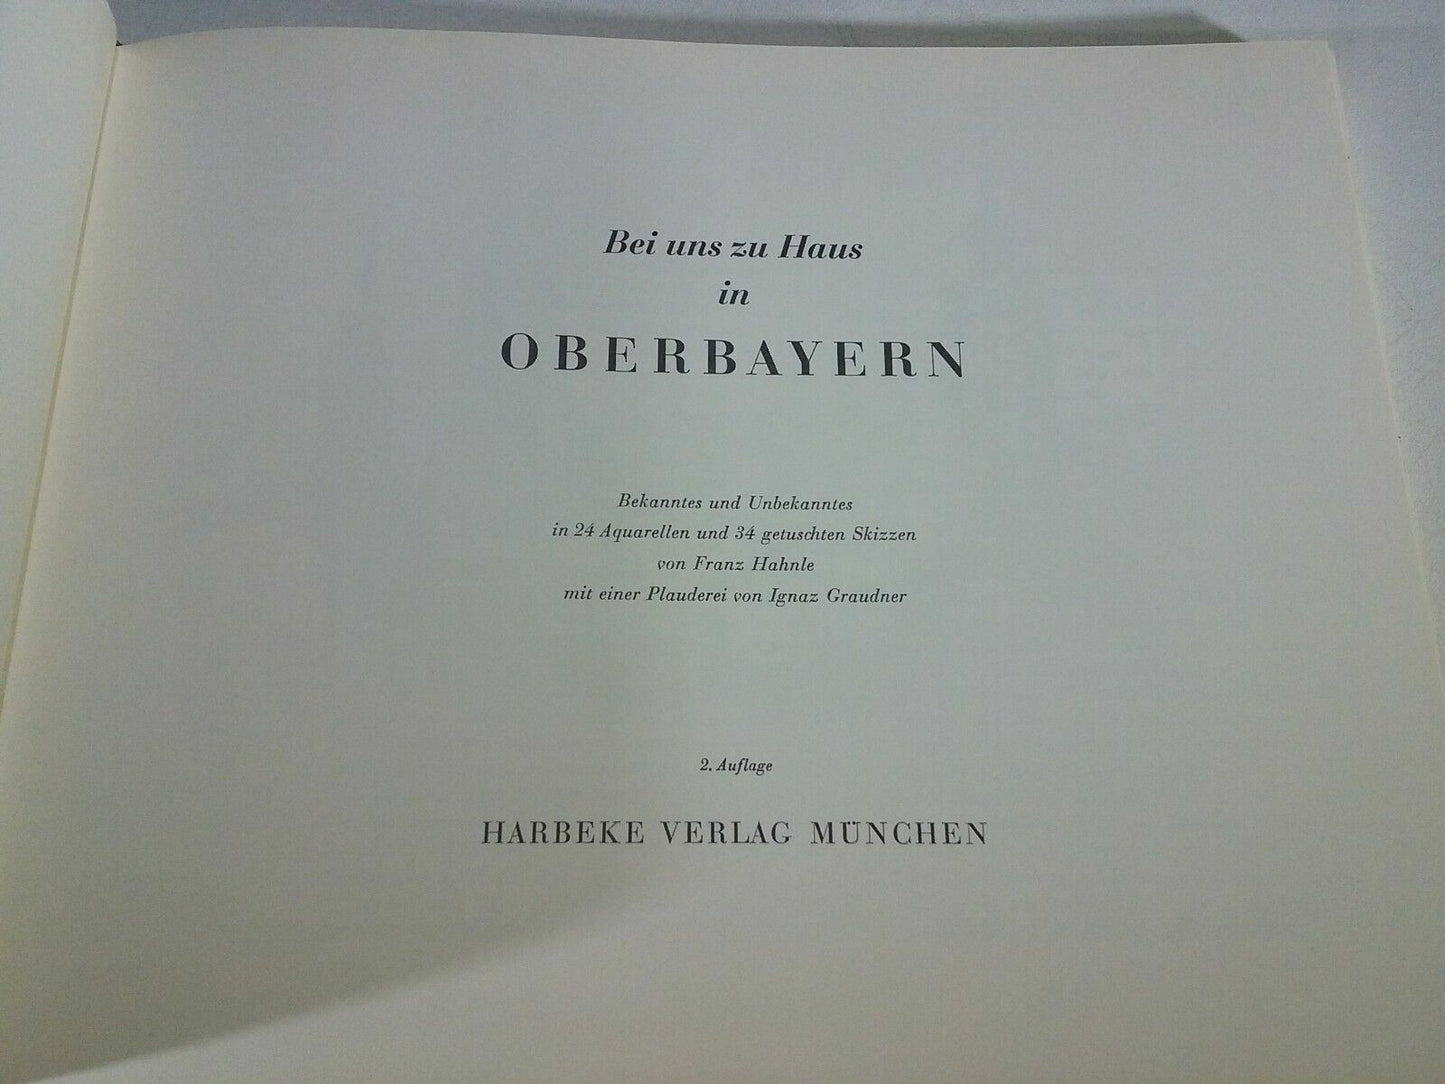 Bei uns zu Haus
in
OBERBAYERN
Bekanntes und Unbekanntes
in 24 Aquarellen und 34 getuschten Skizzen
von Franz Hahnle
mit einer Plauderei von Ignaz Graudner
2. Auflage
HARBEKE VERLAG MÜNCHEN